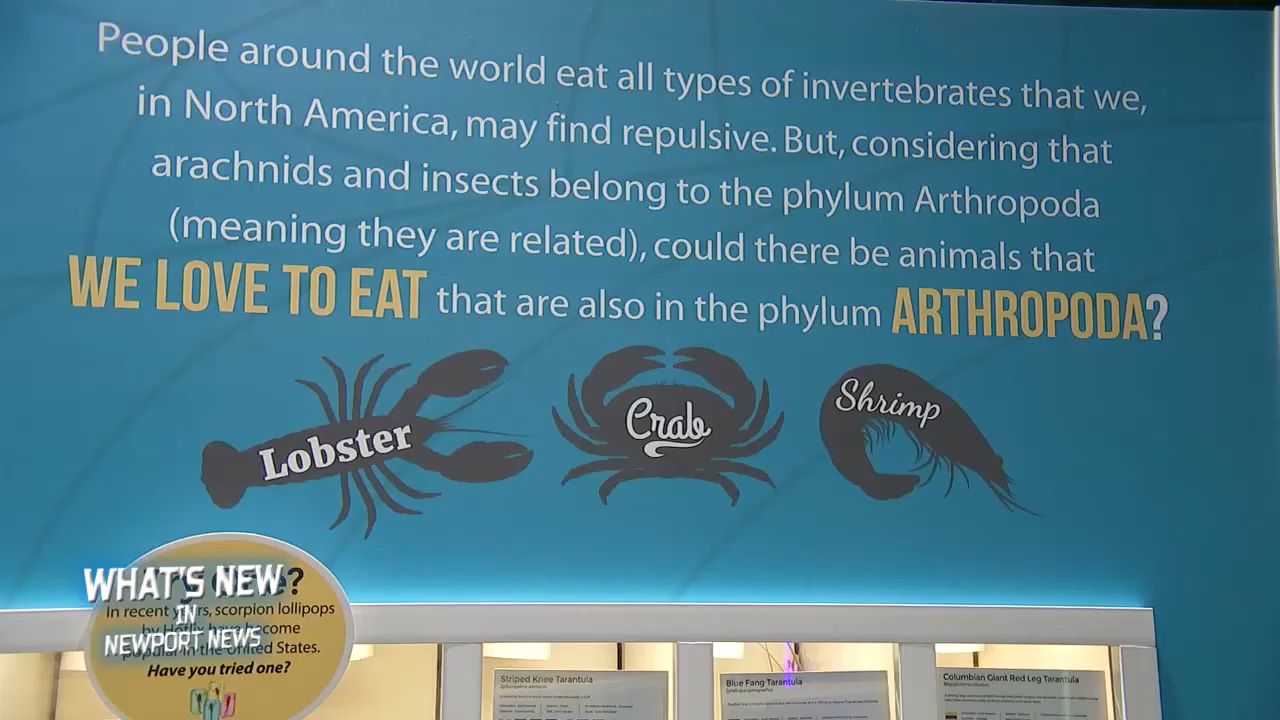 People around the world eat all types of invertebrates that we,
in North America, may find repulsive. But, considering that
arachnids and insects belong to the phylum Arthropoda
(meaning they are related), could there be animals that
WE LOVE TO EAT that are also in the phylum ARTHROPODA?
Lobster
Crab
Shrimp
WHAT'S NEW
IN
NEWPORT NEWS
In recent years, scorpion lollipops
by Hotlix have become
popular in the United States.
Have you tried one?
Striped Knee Tarantula
Blue Fang Tarantula
Columbian Giant Red Leg Tarantula